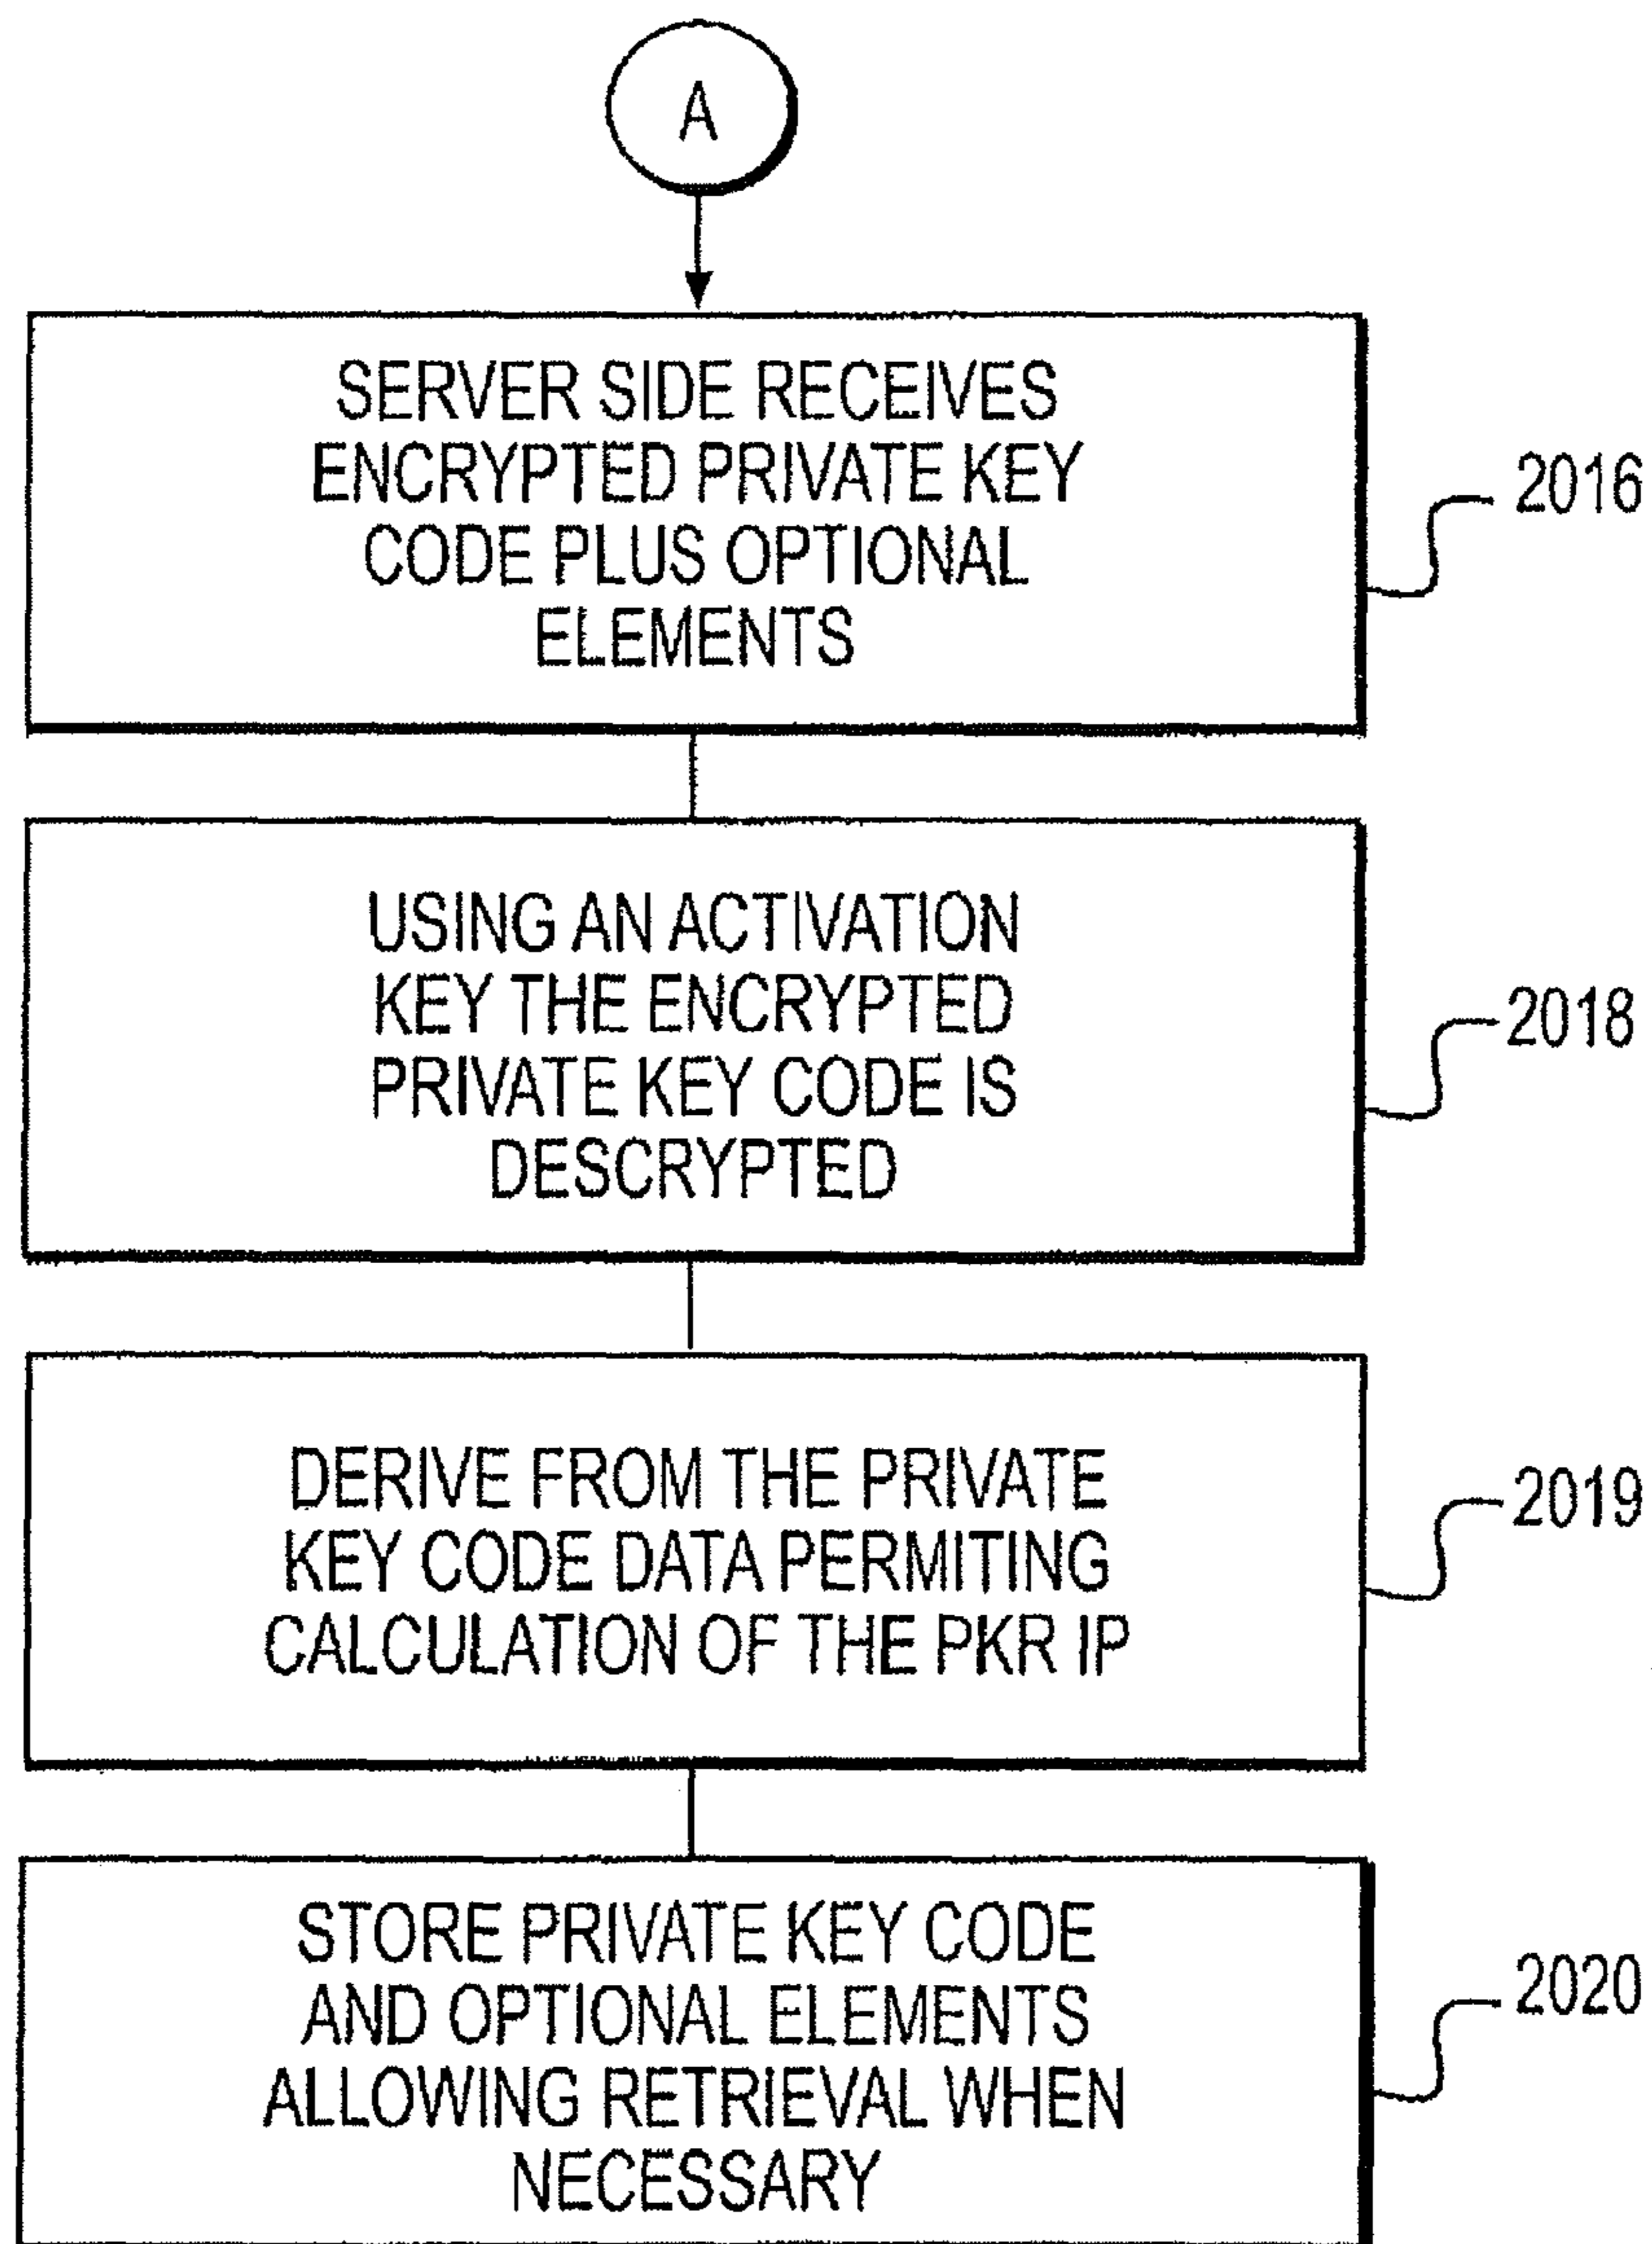 A
SERVER SIDE RECEIVES
ENCRYPTED PRIVATE KEY
CODE PLUS OPTIONAL
ELEMENTS
2016
USING AN ACTIVATION
KEY THE ENCRYPTED
PRIVATE KEY CODE IS
DESCRYPTED
2018
DERIVE FROM THE PRIVATE
KEY CODE DATA PERMITING
CALCULATION OF THE PKR IP
2019
STORE PRIVATE KEY CODE
AND OPTIONAL ELEMENTS
ALLOWING RETRIEVAL WHEN
NECESSARY
2020